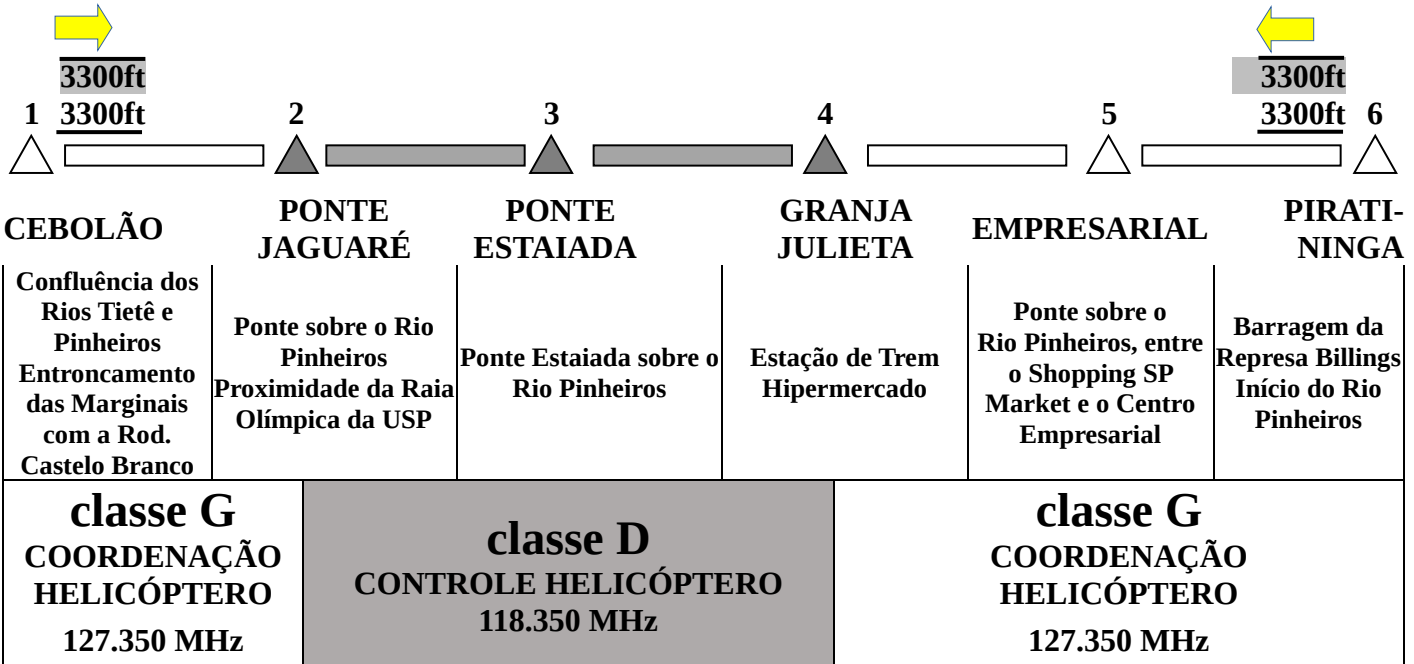 3300ft
3300ft
3300ft
3300ft
1
2
3
4
5
6
CEBOLÃO
PONTE
JAGUARÉ
PONTE
ESTAIADA
GRANJA
JULIETA
EMPRESARIAL
PIRATI-
NINGA
Confluência dos
Rios Tietê e
Pinheiros
Entroncamento
das Marginais
com a Rod.
Castelo Branco
Ponte sobre o Rio
Pinheiros
Proximidade da Raia
Olímpica da USP
Ponte Estaiada sobre o
Rio Pinheiros
Estação de Trem
Hipermercado
Ponte sobre o
Rio Pinheiros, entre
o Shopping SP
Market e o Centro
Empresarial
Barragem da
Represa Billings
Início do Rio
Pinheiros
classe G
COORDENAÇÃO
HELICÓPTERO
127.350 MHz
classe D
CONTROLE HELICÓPTERO
118.350 MHz
classe G
COORDENAÇÃO
HELICÓPTERO
127.350 MHz